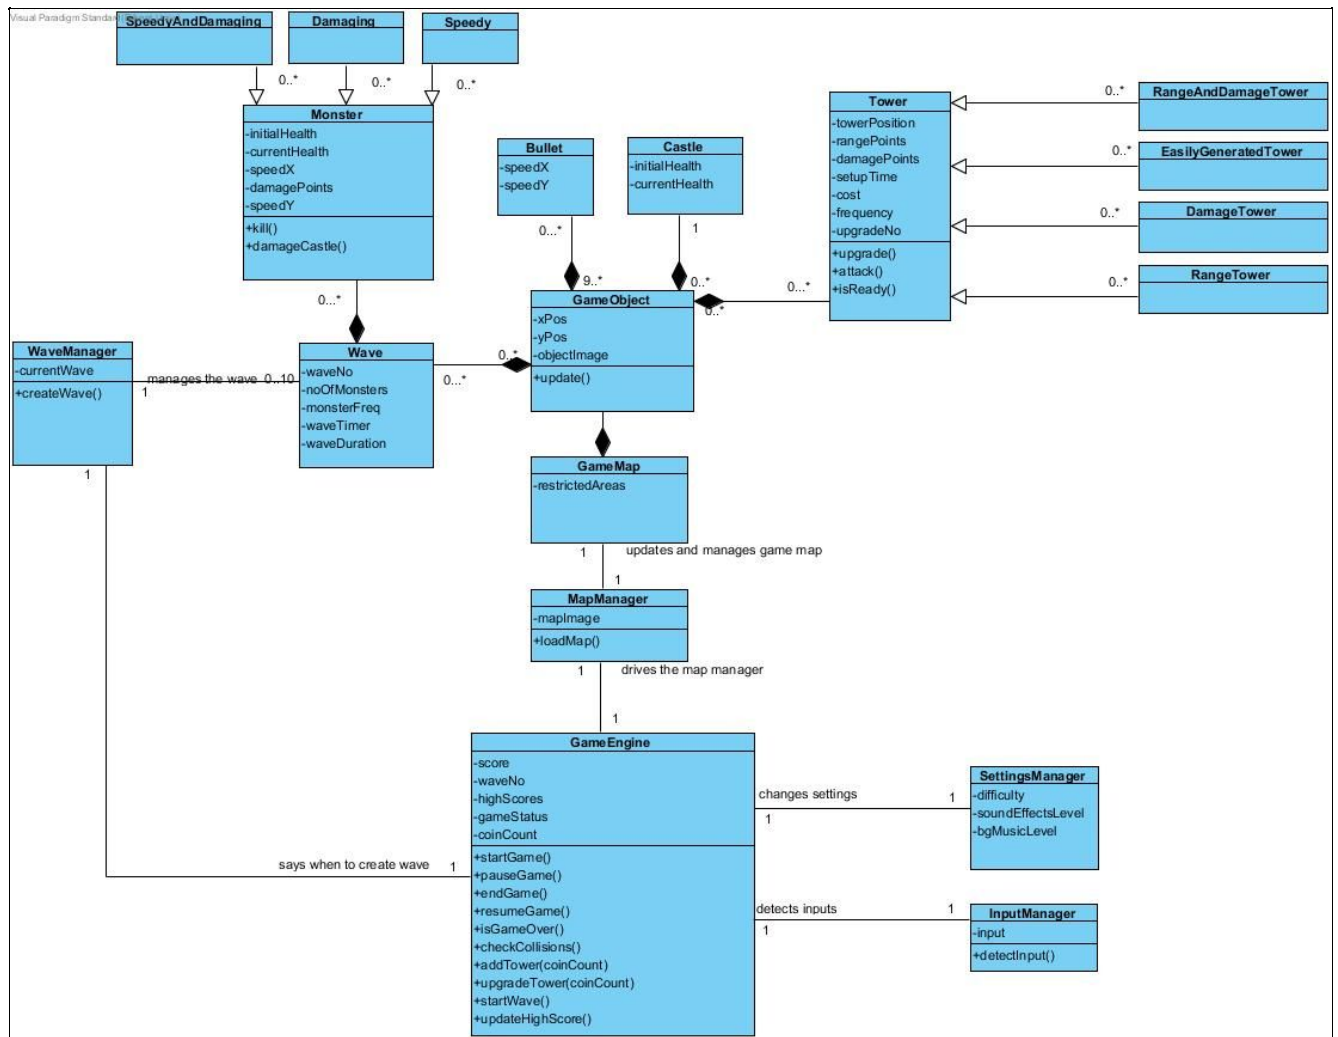 Visual Paradigm Standard
SpeedyAndDamaging
Damaging
Speedy
0..*
0..*
0..*
Monster
-initialHealth
-currentHealth
-speedX
-damagePoints
-speedY
+kill()
+damageCastle()
0...*
Bullet
-speedX
-speedY
0...*
9..*
Castle
-initialHealth
-currentHealth
1
0..*
Tower
-towerPosition
-rangePoints
-damagePoints
-setupTime
-cost
-frequency
-upgradeNo
+upgrade()
+attack()
+isReady()
0...*
0..*
0..*
RangeAndDamageTower
0..*
EasilyGeneratedTower
0..*
DamageTower
0..*
RangeTower
GameObject
-xPos
-yPos
-objectImage
+update()
WaveManager
-currentWave
+createWave()
manages the wave
0..10
1
1
Wave
-waveNo
-noOfMonsters
-monsterFreq
-waveTimer
-waveDuration
0..*
0...*
GameMap
-restrictedAreas
1
updates and manages game map
1
MapManager
-mapImage
+loadMap()
1
drives the map manager
1
GameEngine
-score
-waveNo
-highScores
-gameStatus
-coinCount
+startGame()
+pauseGame()
+endGame()
+resumeGame()
+isGameOver()
+checkCollisions()
+addTower(coinCount)
+upgradeTower(coinCount)
+startWave()
+updateHighScore()
says when to create wave
1
changes settings
1
1
SettingsManager
-difficulty
-soundEffectsLevel
-bgMusicLevel
detects inputs
1
1
InputManager
-input
+detectInput()